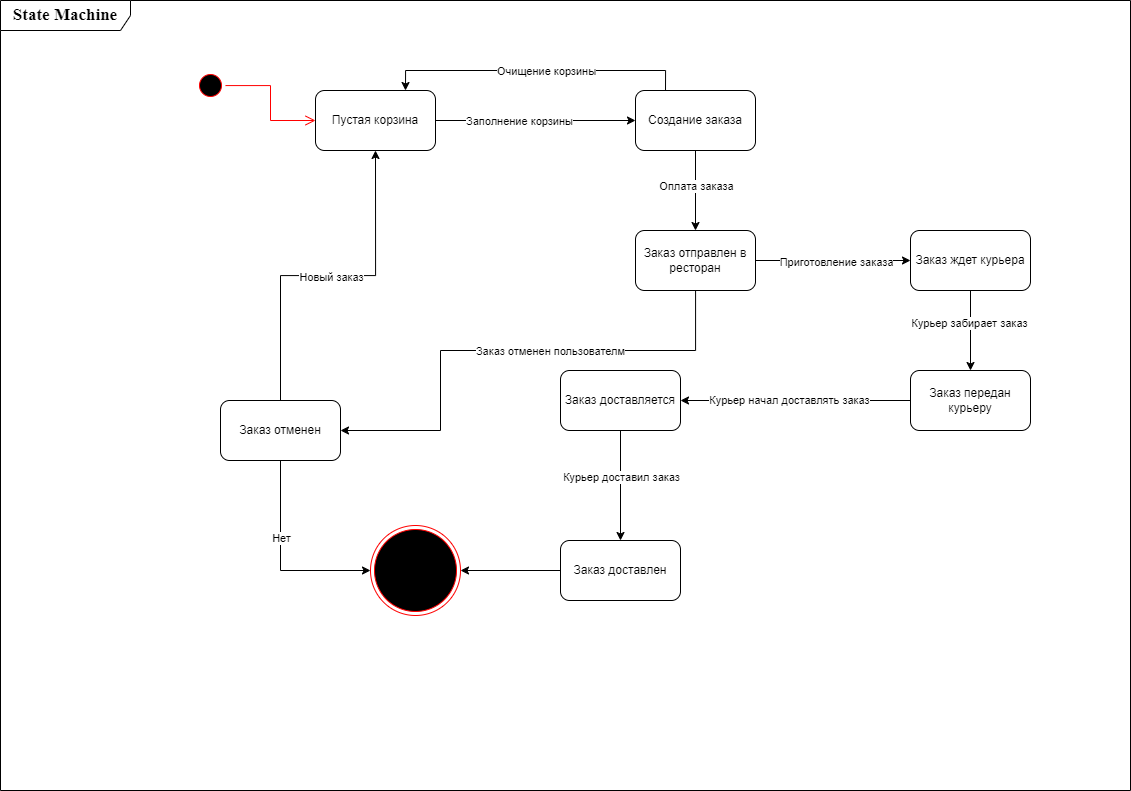 State Machine
Очищение корзины
Пустая корзина
Заполнение корзины
Создание заказа
Оплата заказа
Заказ отправлен в
ресторан
Приготовление заказа
Заказ ждет курьера
Новый заказ
Курьер забирает заказ
Заказ отменен пользователм
Заказ доставляется
Курьер начал доставлять заказ
Заказ передан
курьеру
Заказ отменен
Курьер доставил заказ
Нет
Заказ доставлен